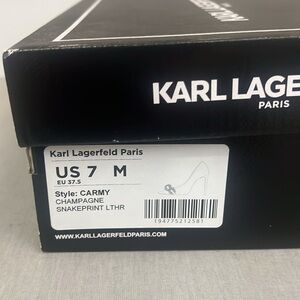 KARL LAGE
PARIS
Karl Lagerfeld Paris
US 7 M
EU 37.5
Style: CARMY
CHAMPAGNE
SNAKEPRINT LTHR
194775212581
WWW.KARLLAGERFELDPARIS.COM